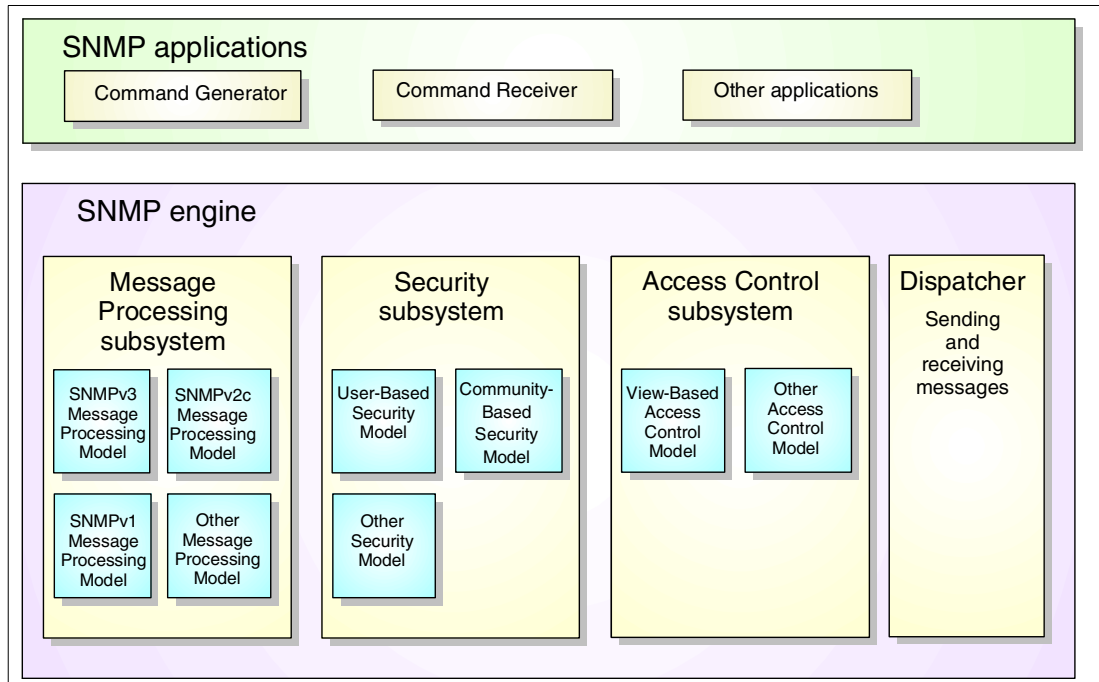 SNMP applications
Command Generator
Command Receiver
Other applications
SNMP engine
Message
Processing
subsystem
SNMPv3
Message
Processing
Model
SNMPv2c
Message
Processing
Model
SNMPv1
Message
Processing
Model
Other
Message
Processing
Model
Security
subsystem
User-Based
Security
Model
Community-
Based
Security
Model
Other
Security
Model
Access Control
subsystem
View-Based
Access
Control
Model
Other
Access
Control
Model
Dispatcher
Sending
and
receiving
messages